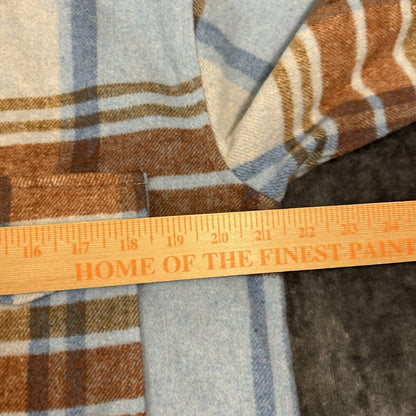 16 17 18 19 20 21 22 23 24
HOME OF THE FINEST PAINT